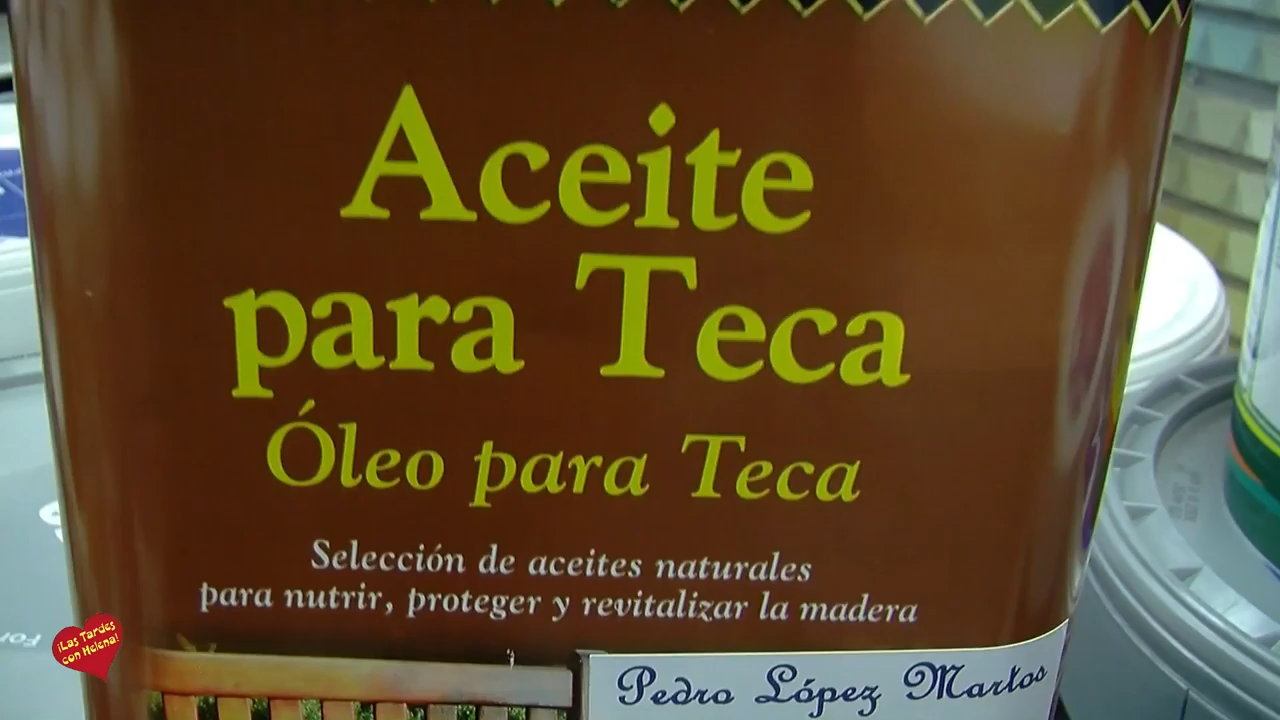 Aceite
para Teca
Óleo para Teca
Selección de aceites naturales
para nutrir, proteger y revitalizar la madera
¡Las Tardes
con Helena!
Pedro López Martos